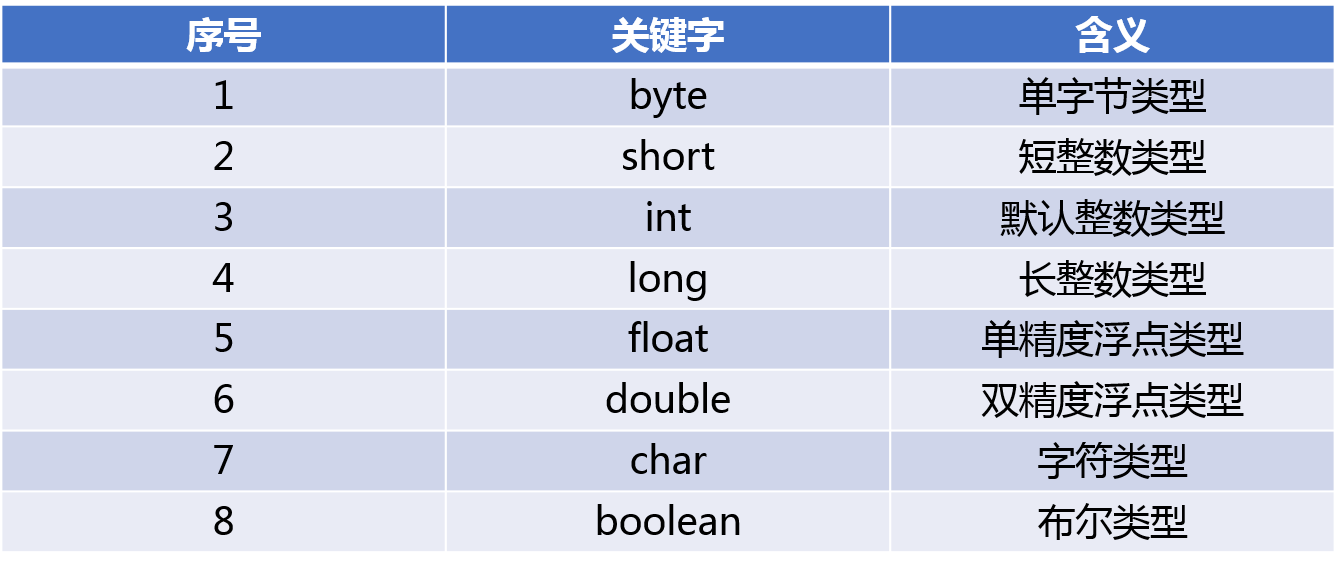 序号 关键字 含义
1 byte 单字节类型
2 short 短整数类型
3 int 默认整数类型
4 long 长整数类型
5 float 单精度浮点类型
6 double 双精度浮点类型
7 char 字符类型
8 boolean 布尔类型